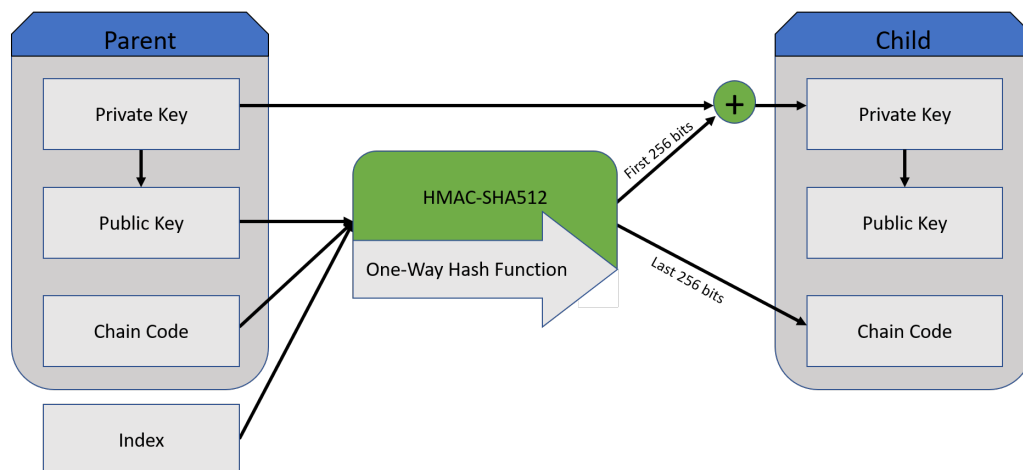 Parent
Child
Private Key
+
Private Key
First 256 bits
HMAC-SHA512
Public Key
Public Key
One-Way Hash Function
Last 256 bits
Chain Code
Chain Code
Index